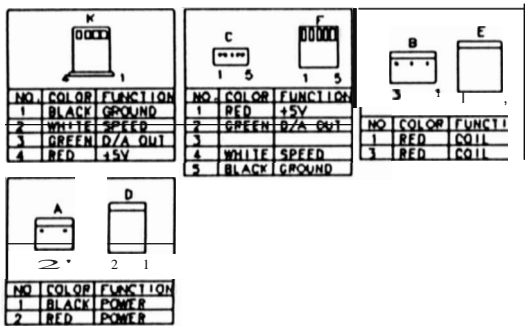 K
4 1
NO. COLOR FUNCTION
1 BLACK GROUND
2 WHITE SPEED
3 GREEN D/A OUT
4 RED +5V
C F
1 5 1 5
NO. COLOR FUNCTION
1 RED +5V
2 GREEN D/A OUT
3
4 WHITE SPEED
5 BLACK GROUND
B E
3 1 1
NO COLOR FUNCTION
1 RED COIL
3 RED COIL
A D
2 2 1
NO COLOR FUNCTION
1 BLACK POWER
2 RED POWER